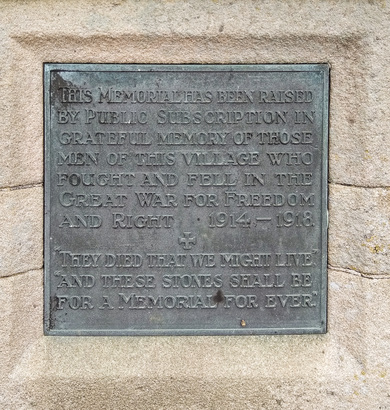 This Memorial has been raised
by Public Subscription in
grateful memory of those
men of this village who
fought and fell in the
Great War for Freedom
and Right 1914 – 1918.
"They died that we might live."
"And these stones shall be
for a Memorial for ever."